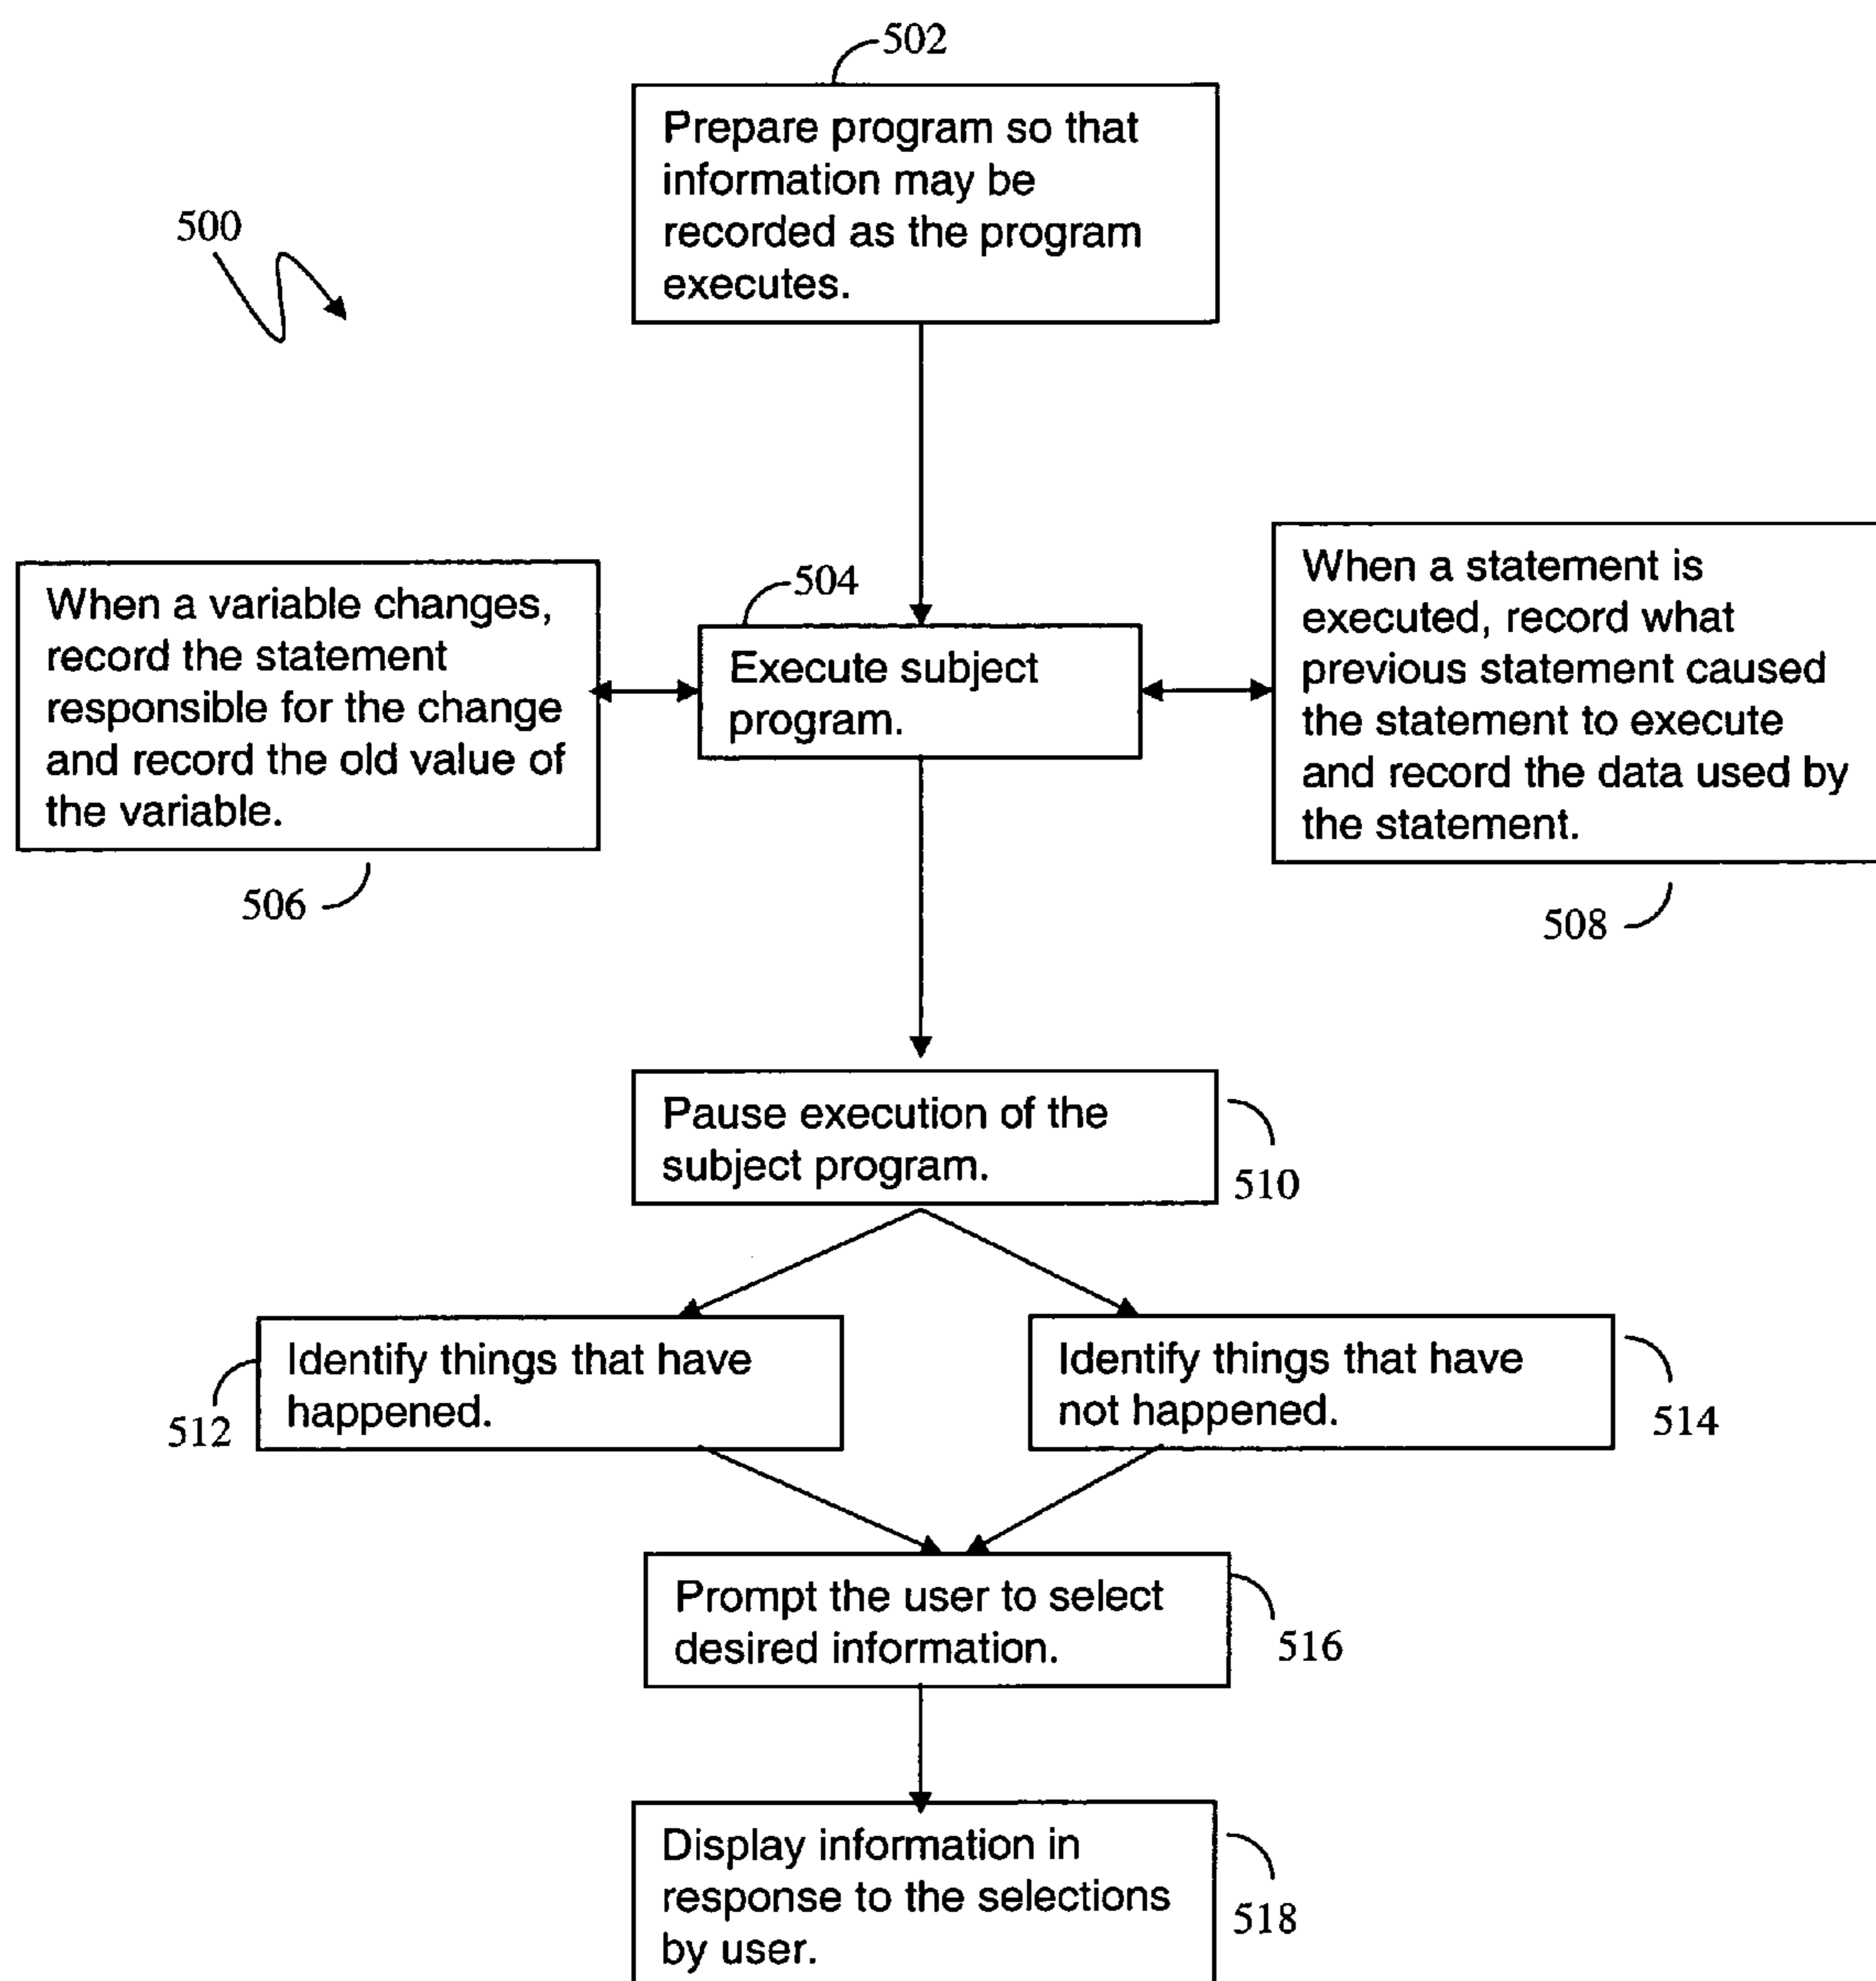 502
Prepare program so that
information may be
recorded as the program
executes.
500
504
When a variable changes,
record the statement
responsible for the change
and record the old value of
the variable.
506
Execute subject
program.
When a statement is
executed, record what
previous statement caused
the statement to execute
and record the data used by
the statement.
508
Pause execution of the
subject program.
510
Identify things that have
happened.
512
Identify things that have
not happened.
514
Prompt the user to select
desired information.
516
Display information in
response to the selections
by user.
518